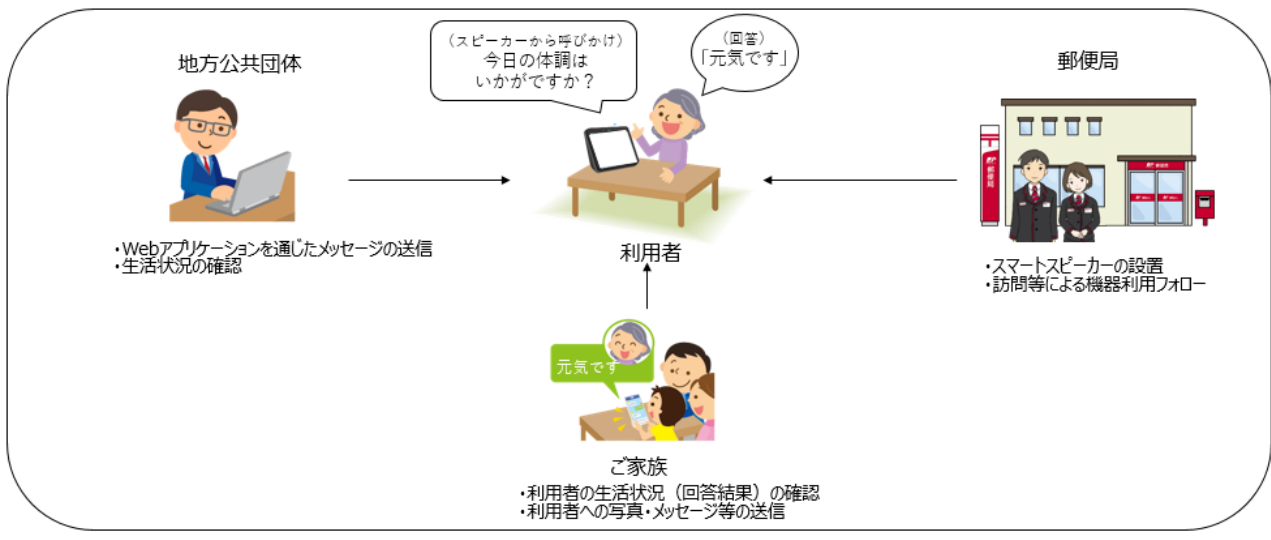 地方公共団体
・Webアプリケーションを通じたメッセージの送信
・生活状況の確認
(スピーカーから呼びかけ)
今日の体調は
いかがですか?
(回答)
「元気です」
利用者
郵便局
郵便局
・スマートスピーカーの設置
・訪問等による機器利用フォロー
元気です
ご家族
・利用者の生活状況(回答結果)の確認
・利用者への写真・メッセージ等の送信